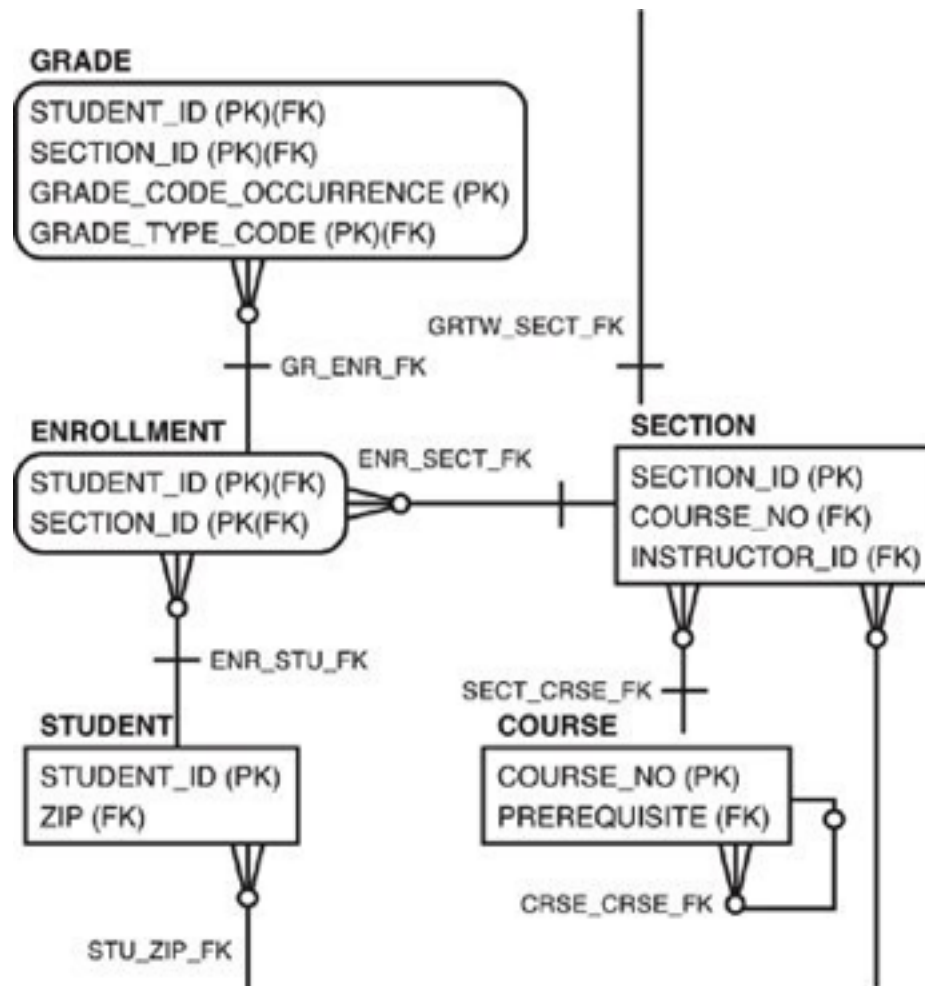 GRADE
STUDENT_ID (PK)(FK)
SECTION_ID (PK)(FK)
GRADE_CODE_OCCURRENCE (PK)
GRADE_TYPE_CODE (PK)(FK)
GRTW_SECT_FK
GR_ENR_FK
ENROLLMENT
STUDENT_ID (PK)(FK)
SECTION_ID (PK(FK)
ENR_SECT_FK
SECTION
SECTION_ID (PK)
COURSE_NO (FK)
INSTRUCTOR_ID (FK)
ENR_STU_FK
SECT_CRSE_FK
STUDENT
STUDENT_ID (PK)
ZIP (FK)
COURSE
COURSE_NO (PK)
PREREQUISITE (FK)
CRSE_CRSE_FK
STU_ZIP_FK